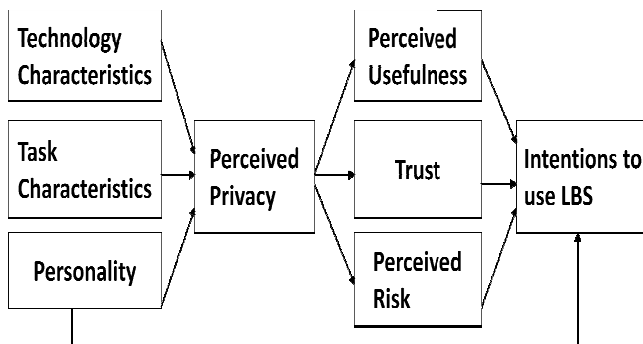 Technology
Characteristics
Task
Characteristics
Personality
Perceived
Privacy
Perceived
Usefulness
Trust
Perceived
Risk
Intentions to
use LBS